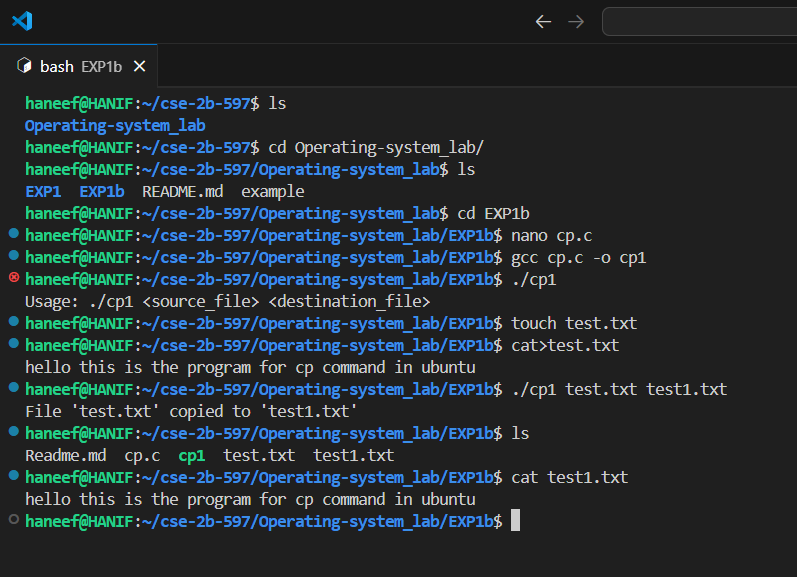 bash EXP1b
haneef@HANIF:~/cse-2b-597$ ls
Operating-system_lab
haneef@HANIF:~/cse-2b-597$ cd Operating-system_lab/
haneef@HANIF:~/cse-2b-597/Operating-system_lab$ ls
EXP1  EXP1b  README.md  example
haneef@HANIF:~/cse-2b-597/Operating-system_lab$ cd EXP1b
haneef@HANIF:~/cse-2b-597/Operating-system_lab/EXP1b$ nano cp.c
haneef@HANIF:~/cse-2b-597/Operating-system_lab/EXP1b$ gcc cp.c -o cp1
haneef@HANIF:~/cse-2b-597/Operating-system_lab/EXP1b$ ./cp1
Usage: ./cp1 <source_file> <destination_file>
haneef@HANIF:~/cse-2b-597/Operating-system_lab/EXP1b$ touch test.txt
haneef@HANIF:~/cse-2b-597/Operating-system_lab/EXP1b$ cat>test.txt
hello this is the program for cp command in ubuntu
haneef@HANIF:~/cse-2b-597/Operating-system_lab/EXP1b$ ./cp1 test.txt test1.txt
File 'test.txt' copied to 'test1.txt'
haneef@HANIF:~/cse-2b-597/Operating-system_lab/EXP1b$ ls
Readme.md  cp.c  cp1  test.txt  test1.txt
haneef@HANIF:~/cse-2b-597/Operating-system_lab/EXP1b$ cat test1.txt
hello this is the program for cp command in ubuntu
haneef@HANIF:~/cse-2b-597/Operating-system_lab/EXP1b$